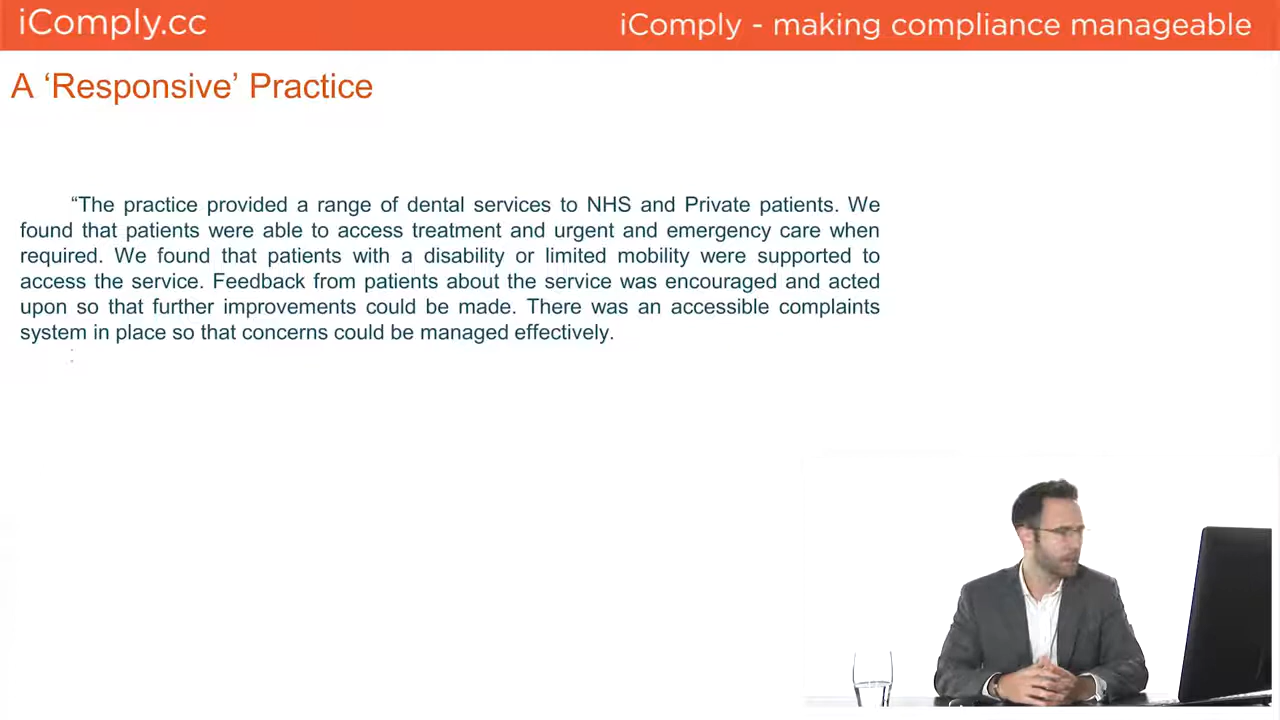 iComply.cc
iComply - making compliance manageable
A ‘Responsive’ Practice
“The practice provided a range of dental services to NHS and Private patients. We
found that patients were able to access treatment and urgent and emergency care when
required. We found that patients with a disability or limited mobility were supported to
access the service. Feedback from patients about the service was encouraged and acted
upon so that further improvements could be made. There was an accessible complaints
system in place so that concerns could be managed effectively.